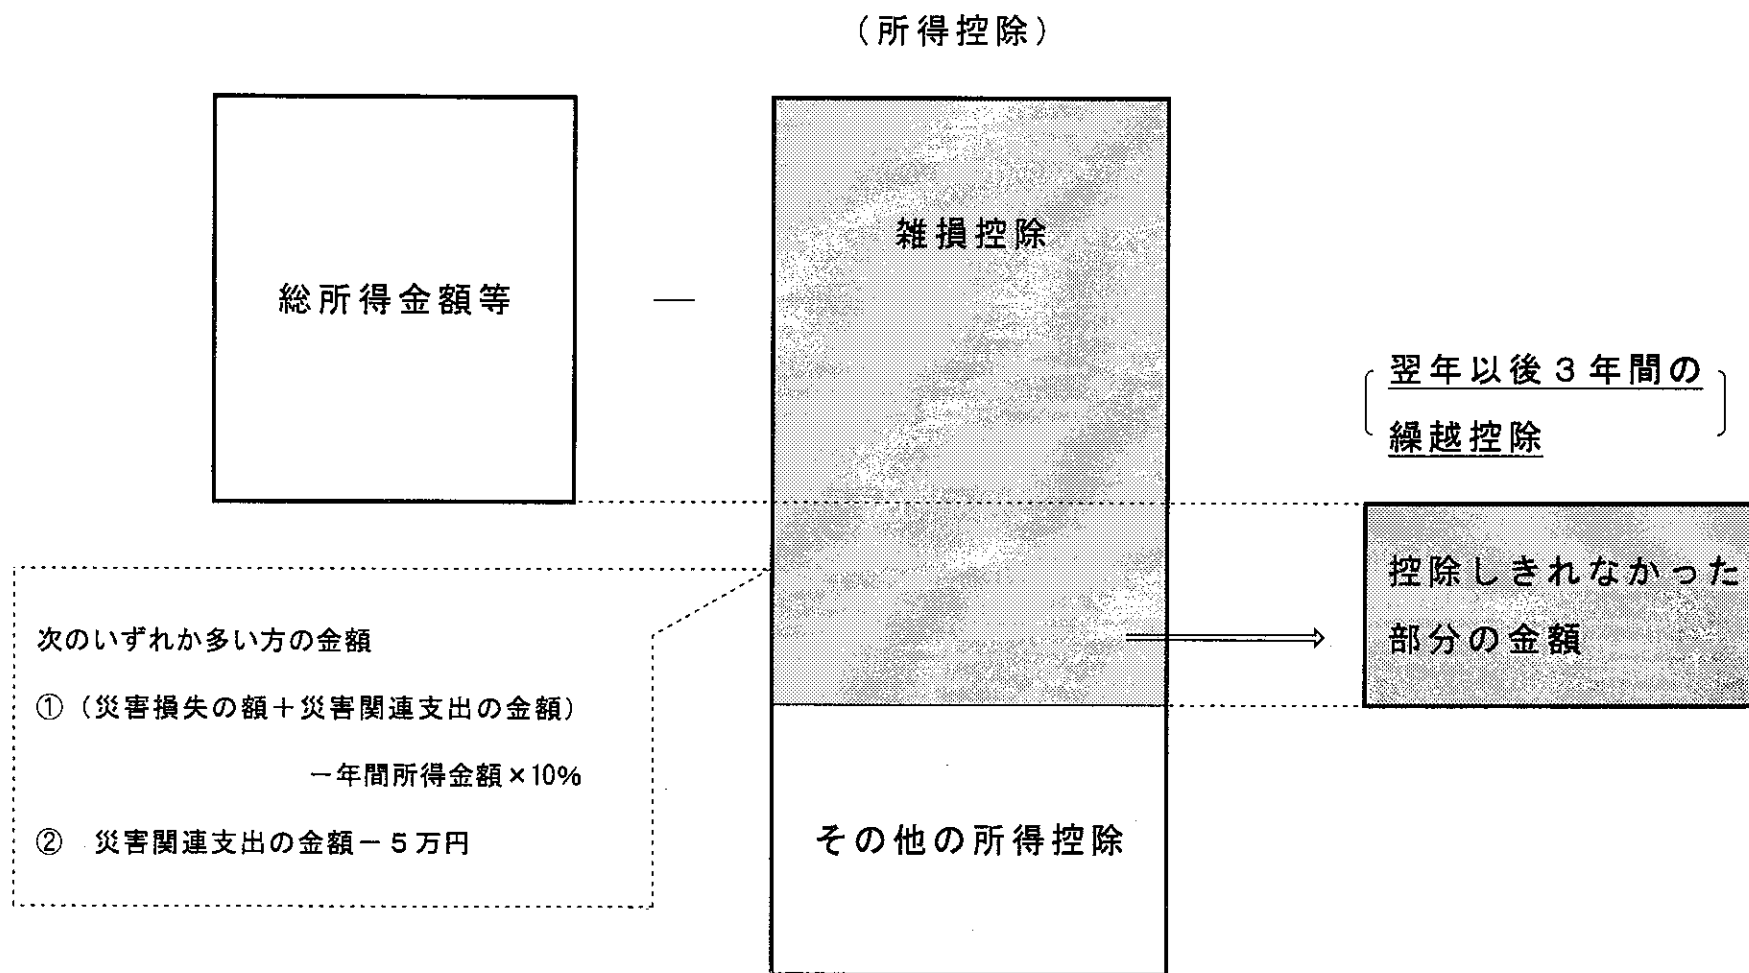 （所得控除）
総所得金額等
―
雑損控除
翌年以後３年間の
繰越控除
控除しきれなかった
部分の金額
次のいずれか多い方の金額
①（災害損失の額＋災害関連支出の金額）
－年間所得金額×10%
②　災害関連支出の金額－５万円
その他の所得控除